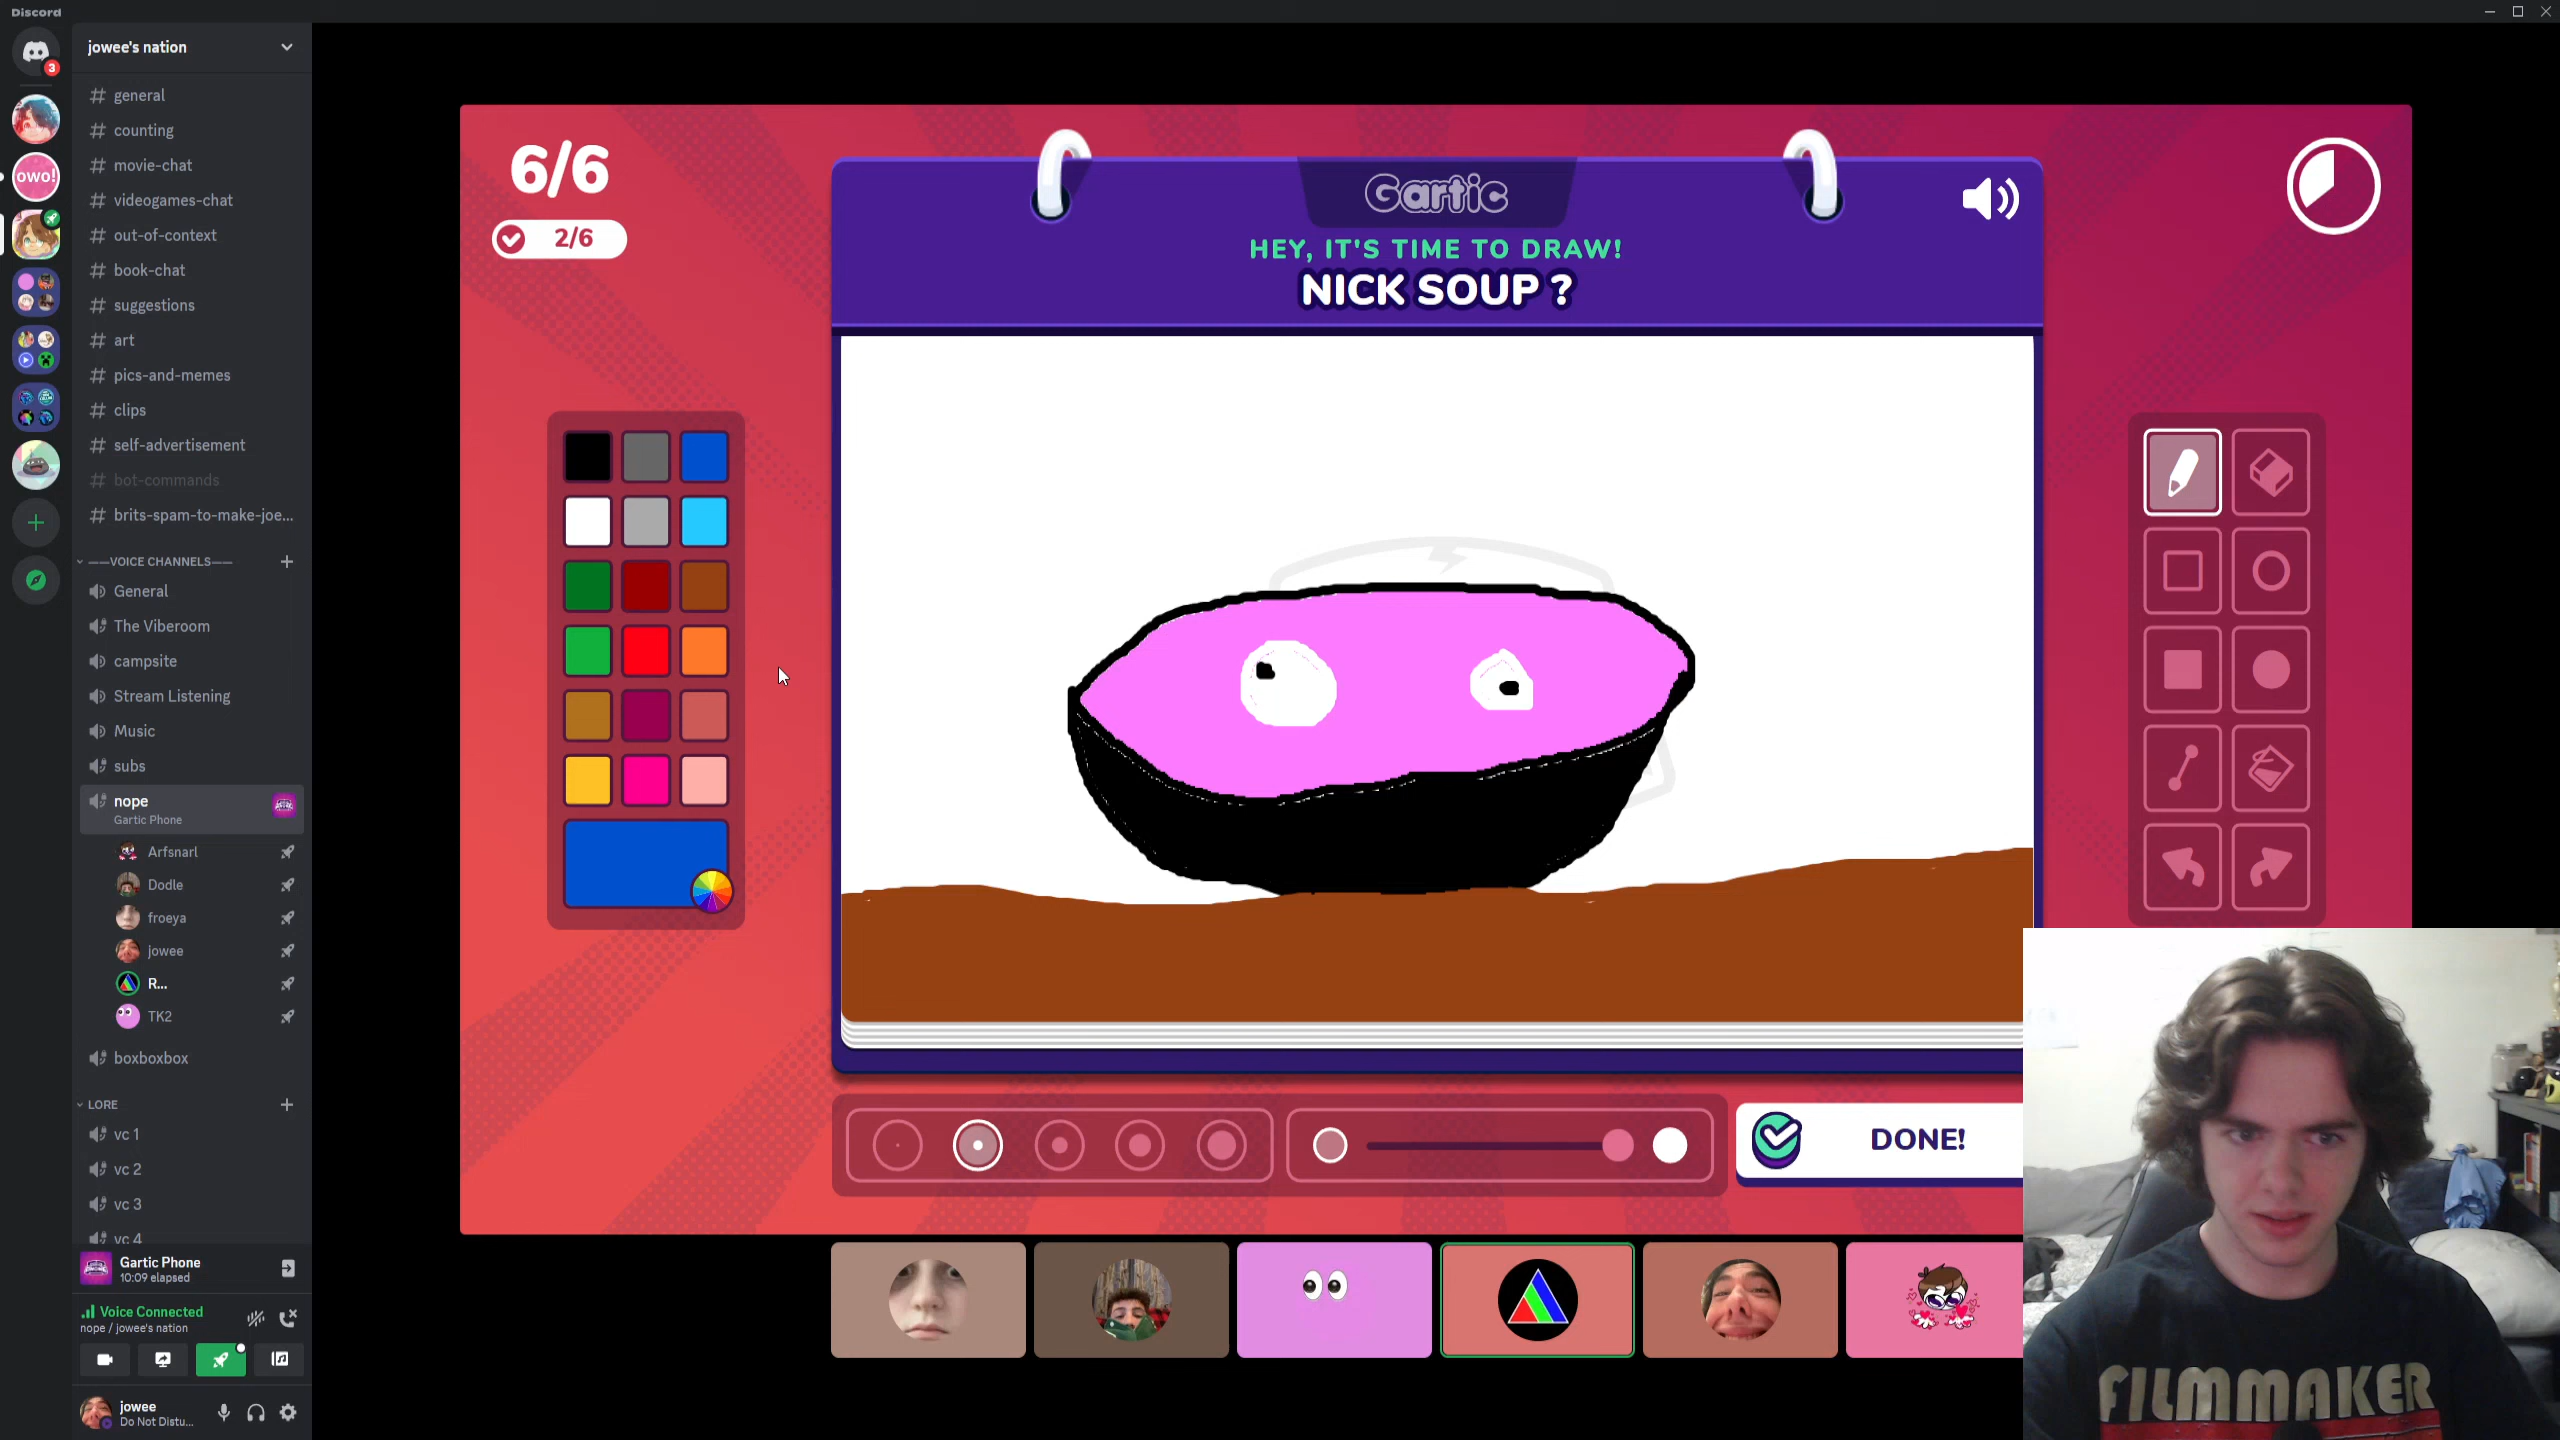 Discord
jowee's nation
3
# general
# counting
# movie-chat
owo!
# videogames-chat
# out-of-context
# book-chat
# suggestions
# art
# pics-and-memes
# clips
# self-advertisement
# bot-commands
# brits-spam-to-make-joe...
——VOICE CHANNELS——
General
The Viberoom
campsite
Stream Listening
Music
subs
nope
Gartic Phone
Arfsnarl
Dodle
froeya
jowee
R...
TK2
boxboxbox
LORE
vc 1
vc 2
vc 3
vc 4
Gartic Phone
10:09 elapsed
Voice Connected
nope / jowee's nation
jowee
Do Not Distu...
6/6
2/6
Gartic
HEY, IT'S TIME TO DRAW!
NICK SOUP ?
DONE!
FILMMAKER